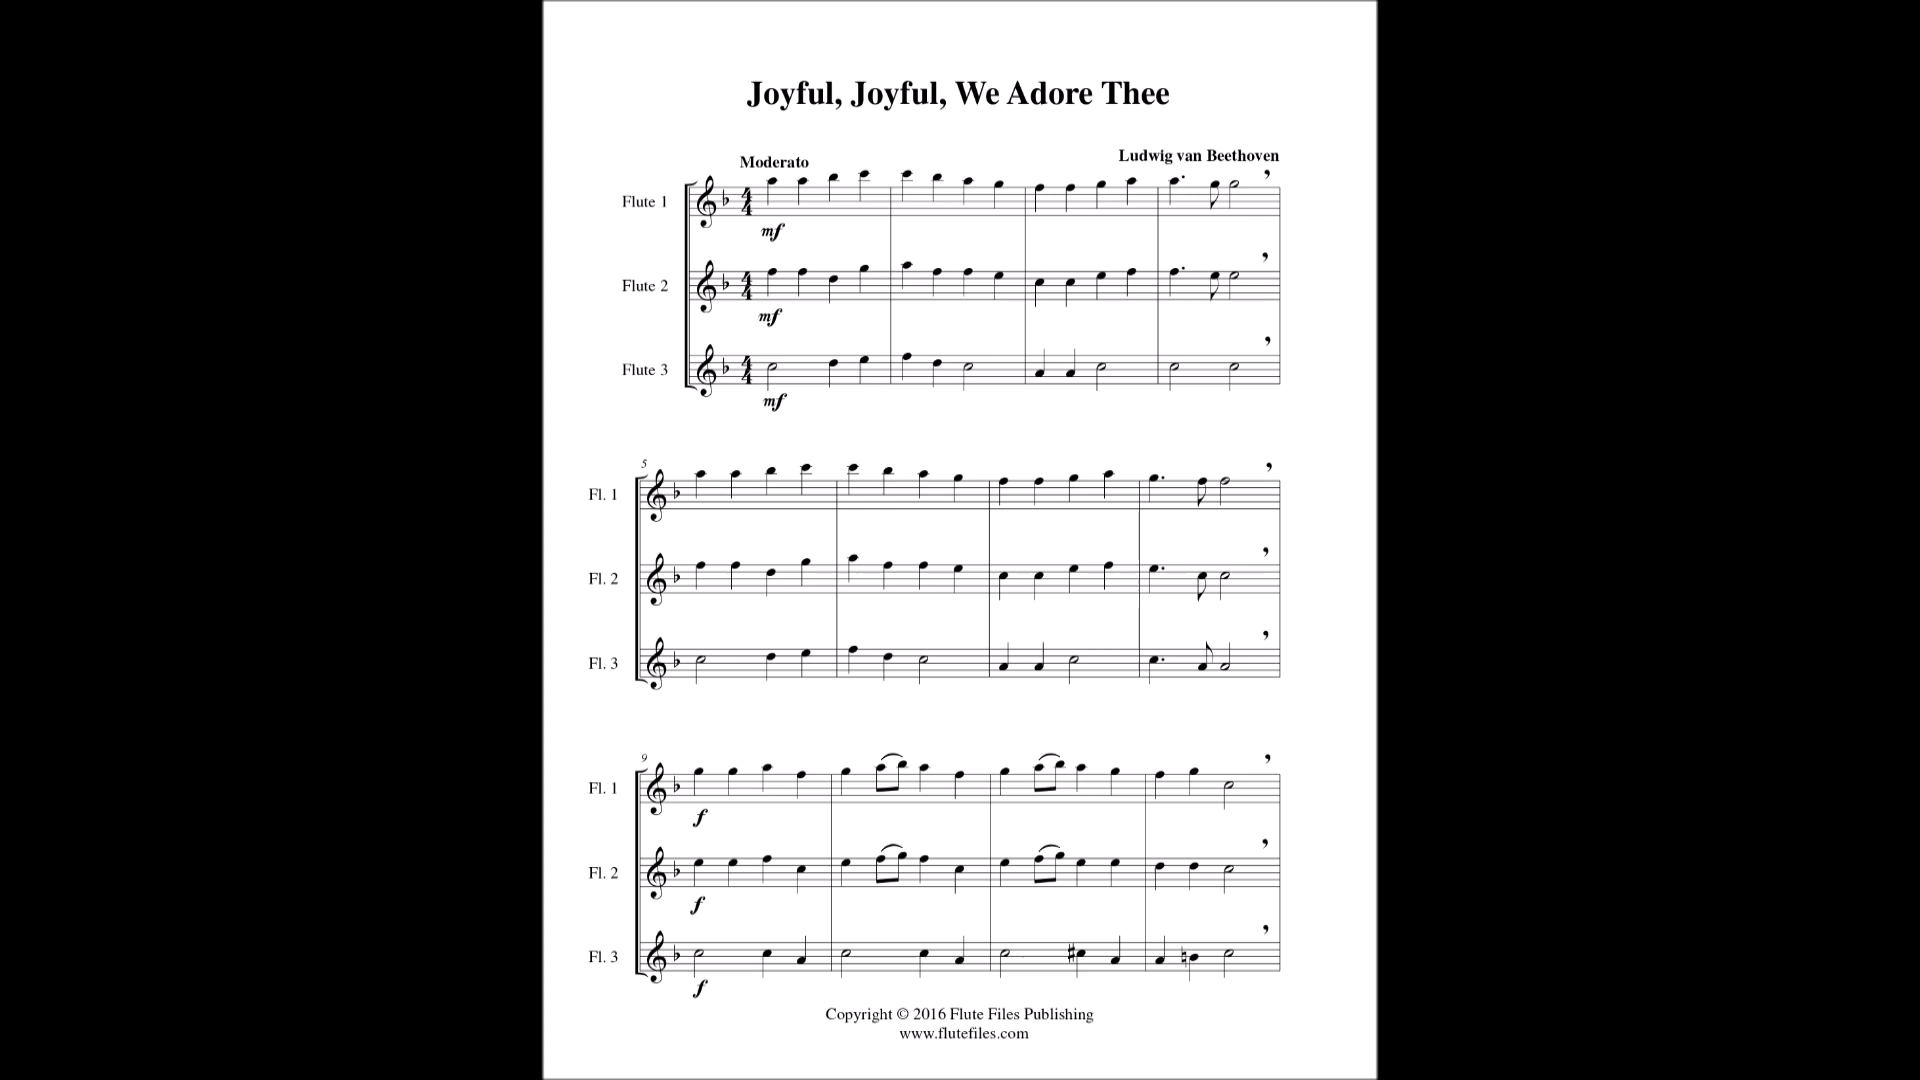 Joyful, Joyful, We Adore Thee
Ludwig van Beethoven
Moderato
Flute 1
mf
Flute 2
mf
Flute 3
mf
5
Fl. 1
Fl. 2
Fl. 3
9
Fl. 1
f
Fl. 2
f
Fl. 3
f
Copyright © 2016 Flute Files Publishing
www.flutefiles.com